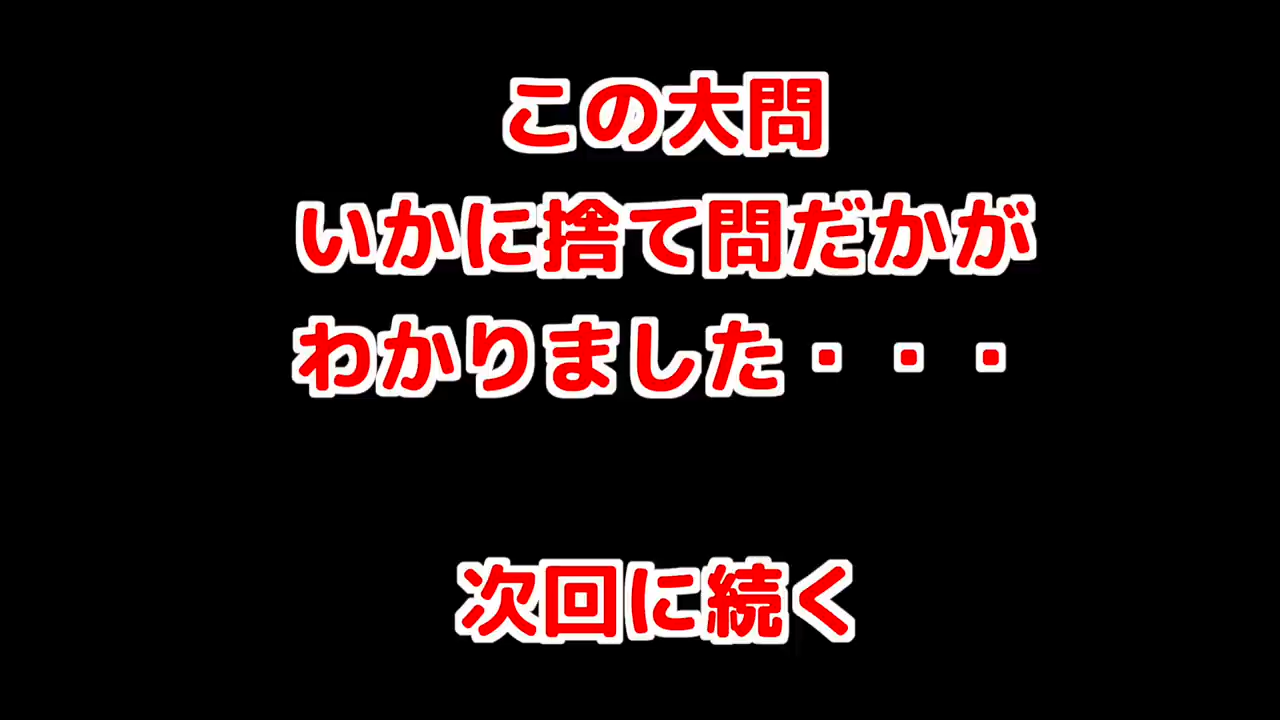 この大問
いかに捨て問だかが
わかりました・・・
次回に続く